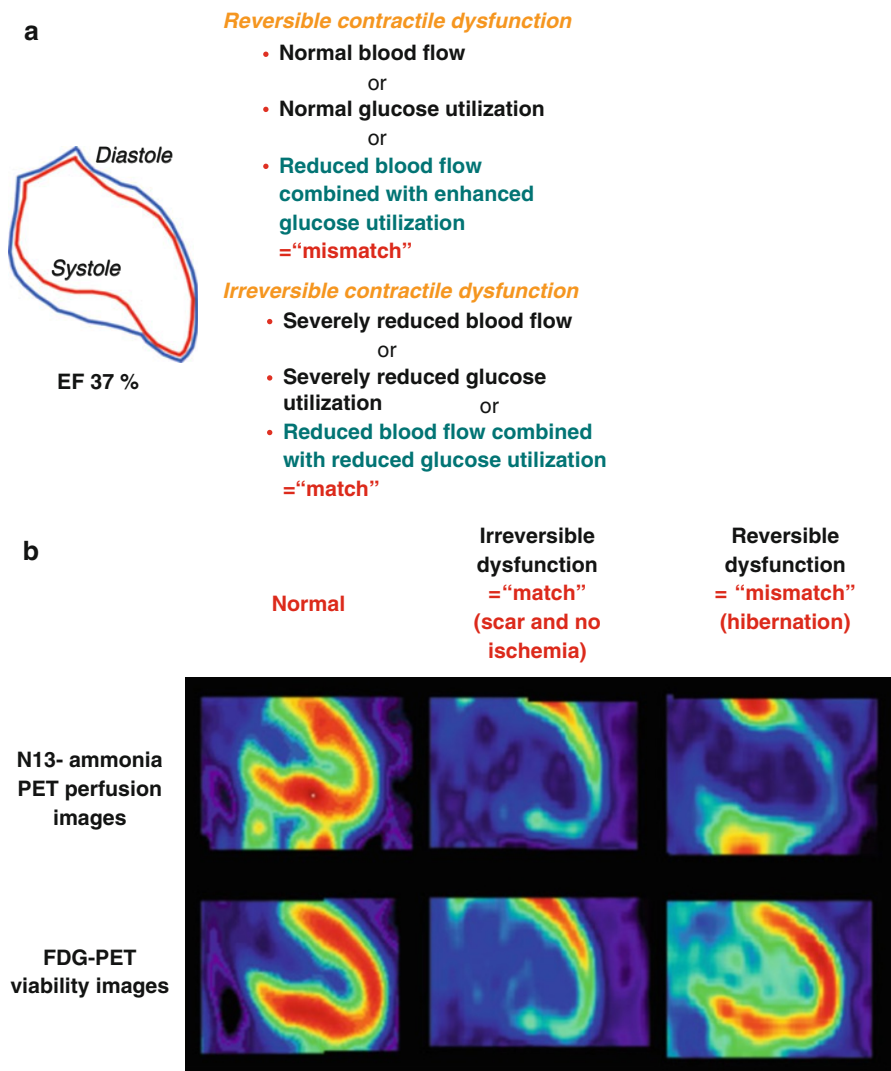 a
Reversible contractile dysfunction
• Normal blood flow
or
• Normal glucose utilization
or
• Reduced blood flow
combined with enhanced
glucose utilization
=“mismatch”
Diastole
Systole
EF 37 %
Irreversible contractile dysfunction
• Severely reduced blood flow
or
• Severely reduced glucose
utilization or
• Reduced blood flow combined
with reduced glucose utilization
=“match”
b
Normal
Irreversible
dysfunction
=“match”
(scar and no
ischemia)
Reversible
dysfunction
= “mismatch”
(hibernation)
N13- ammonia
PET perfusion
images
FDG-PET
viability images